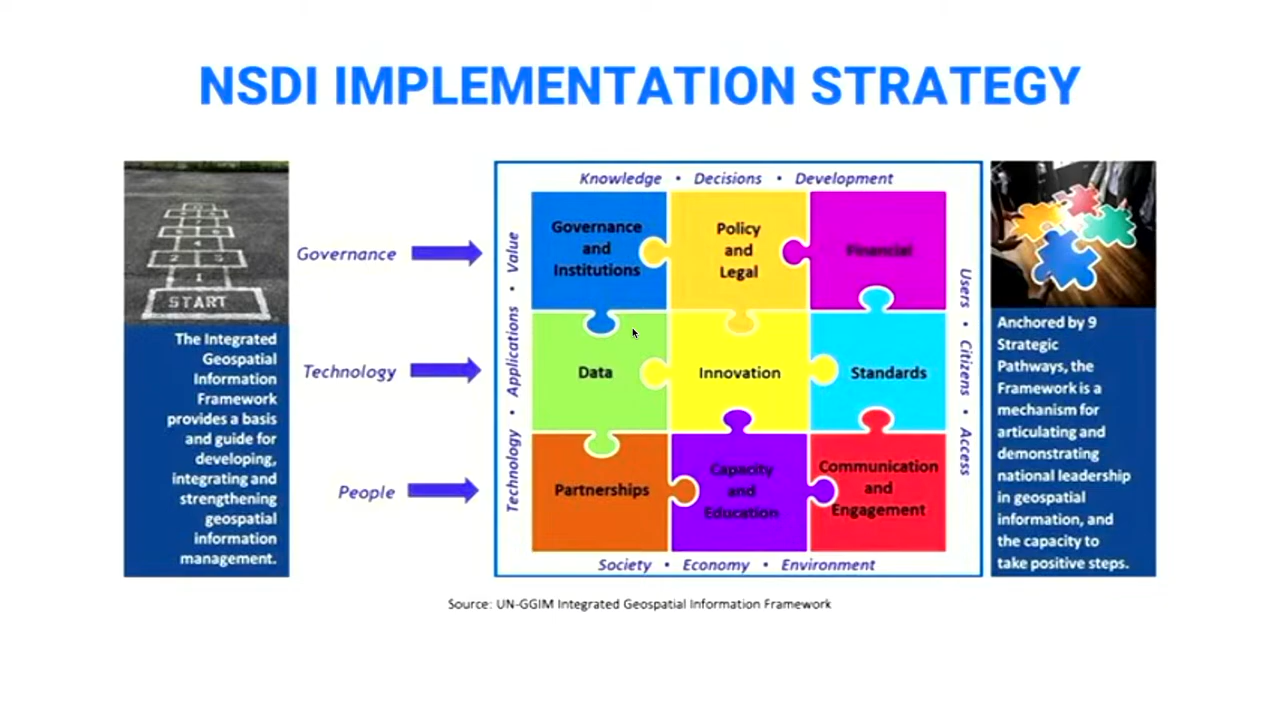 NSDI IMPLEMENTATION STRATEGY
START
The Integrated
Geospatial
Information
Framework
provides a basis
and guide for
developing,
integrating and
strengthening
geospatial
information
management.
Governance
Technology
People
Knowledge • Decisions • Development
Technology • Applications • Value
Governance
and
Institutions
Policy
and
Legal
Financial
Data
Innovation
Standards
Partnerships
Capacity
and
Education
Communication
and
Engagement
Users • Citizens • Access
Society • Economy • Environment
Anchored by 9
Strategic
Pathways, the
Framework is a
mechanism for
articulating and
demonstrating
national leadership
in geospatial
information, and
the capacity to
take positive steps.
Source: UN-GGIM Integrated Geospatial Information Framework